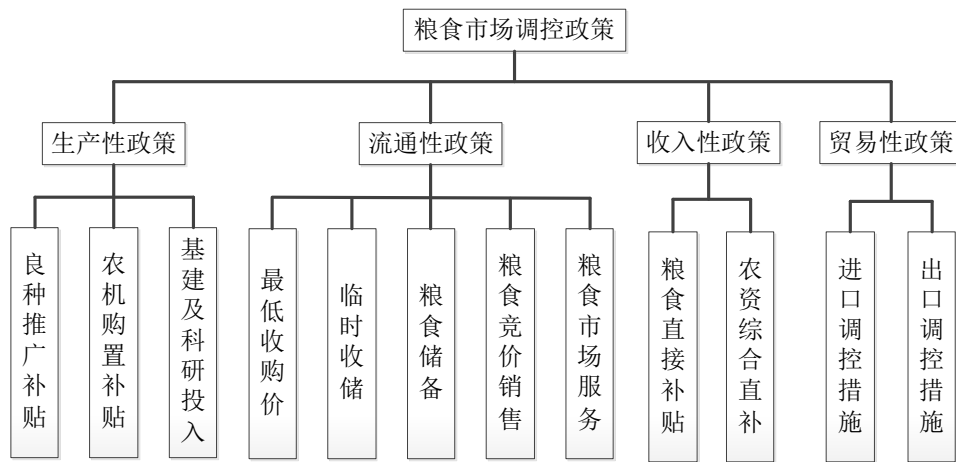 粮食市场调控政策
生产性政策
流通性政策
收入性政策
贸易性政策
良种推广补贴
农机购置补贴
基建及科研投入
最低收购价
临时收储
粮食储备
粮食竞价销售
粮食市场服务
粮食直接补贴
农资综合直补
进口调控措施
出口调控措施